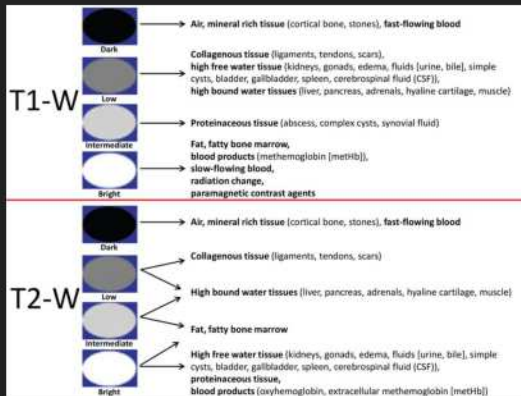 T1-W
Dark
Air, mineral rich tissue (cortical bone, stones), fast-flowing blood
Low
Collagenous tissue (ligaments, tendons, scars),
high free water tissue (kidneys, gonads, edema, fluids [urine, bile], simple
cysts, bladder, gallbladder, spleen, cerebrospinal fluid (CSF)),
high bound water tissues (liver, pancreas, adrenals, hyaline cartilage, muscle)
Intermediate
Proteinaceous tissue (abscess, complex cysts, synovial fluid)
Bright
Fat, fatty bone marrow,
blood products (methemoglobin [metHb]),
slow-flowing blood,
radiation change,
paramagnetic contrast agents
T2-W
Dark
Air, mineral rich tissue (cortical bone, stones), fast-flowing blood
Low
Collagenous tissue (ligaments, tendons, scars)
High bound water tissues (liver, pancreas, adrenals, hyaline cartilage, muscle)
Intermediate
Fat, fatty bone marrow
Bright
High free water tissue (kidneys, gonads, edema, fluids [urine, bile], simple
cysts, bladder, gallbladder, spleen, cerebrospinal fluid (CSF)),
proteinaceous tissue,
blood products (oxyhemoglobin, extracellular methemoglobin [metHb])